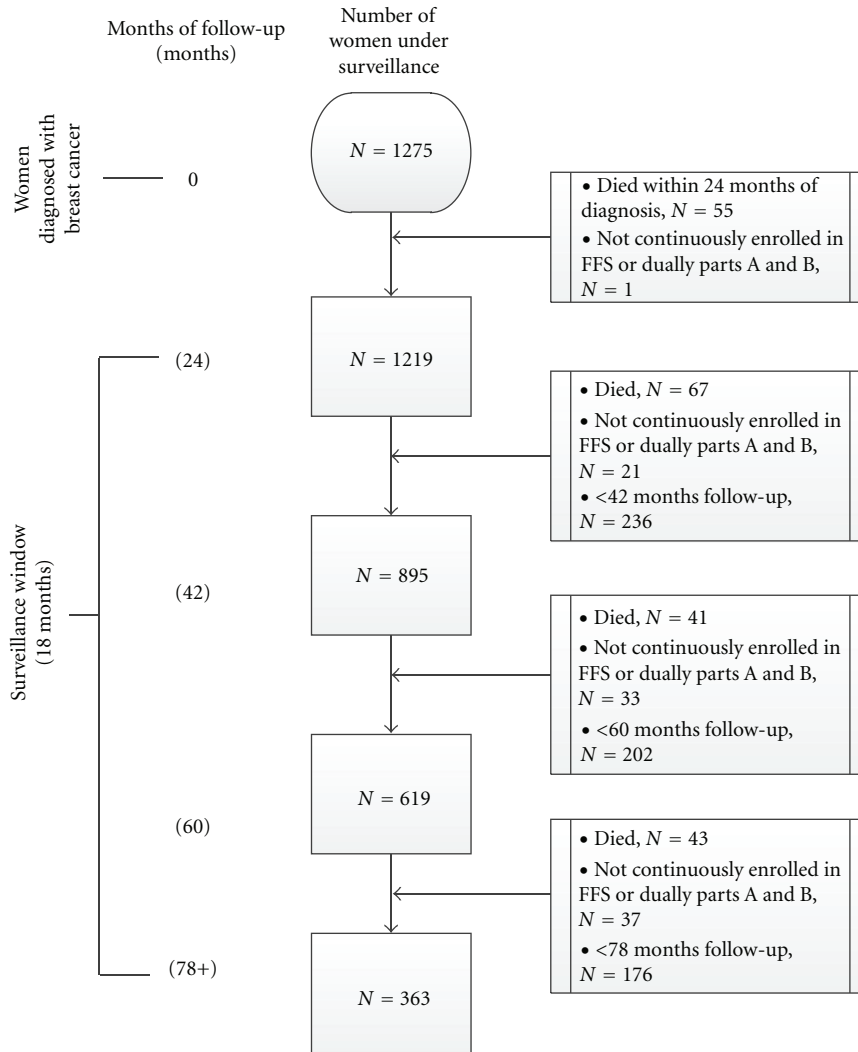 Months of follow-up
(months)
Number of
women under
surveillance
Women
diagnosed with
breast cancer
0
N = 1275
• Died within 24 months of
diagnosis, N = 55
• Not continuously enrolled in
FFS or dually parts A and B,
N = 1
(24)
N = 1219
• Died, N = 67
• Not continuously enrolled in
FFS or dually parts A and B,
N = 21
• <42 months follow-up,
N = 236
Surveillance window
(18 months)
(42)
N = 895
• Died, N = 41
• Not continuously enrolled in
FFS or dually parts A and B,
N = 33
• <60 months follow-up,
N = 202
(60)
N = 619
• Died, N = 43
• Not continuously enrolled in
FFS or dually parts A and B,
N = 37
• <78 months follow-up,
N = 176
(78+)
N = 363